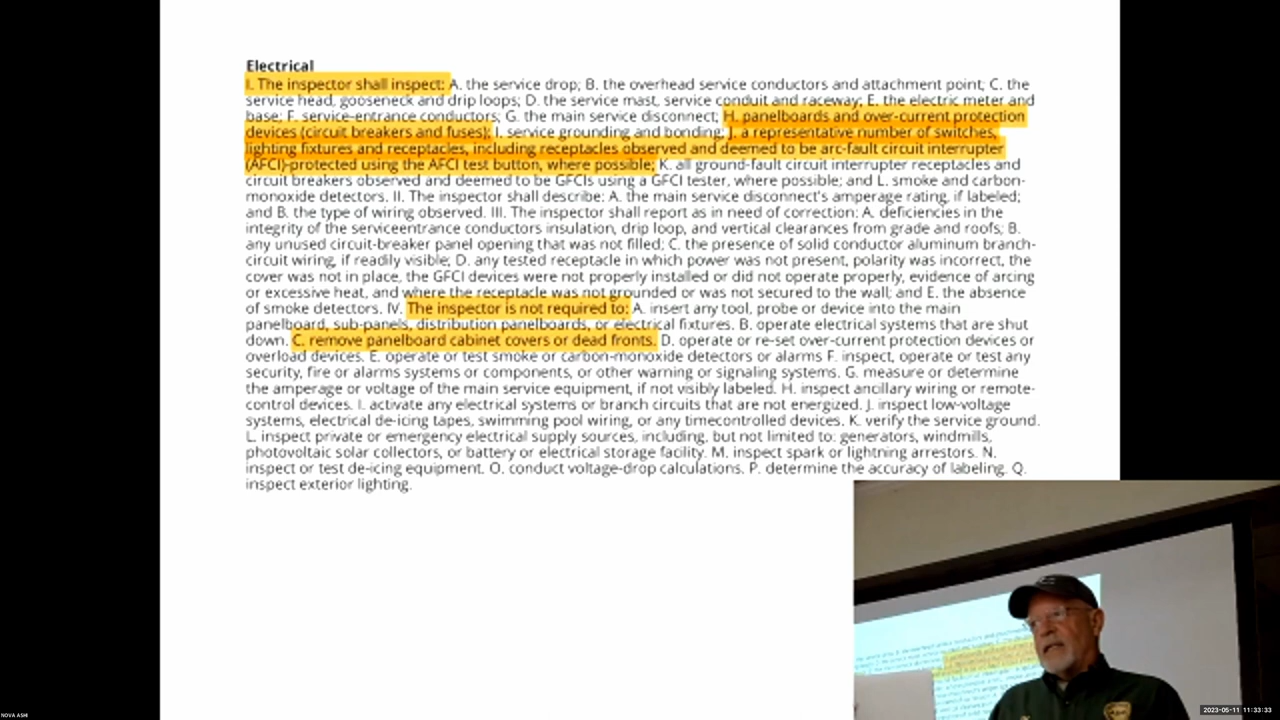 Electrical
I. The inspector shall inspect: A. the service drop; B. the overhead service conductors and attachment point; C. the
service head, gooseneck and drip loops; D. the service mast, service conduit and raceway; E. the electric meter and
base; F. service-entrance conductors; G. the main service disconnect; H. panelboards and over-current protection
devices (circuit breakers and fuses); I. service grounding and bonding; J. a representative number of switches,
lighting fixtures and receptacles, including receptacles observed and deemed to be arc-fault circuit interrupter
(AFCI)-protected using the AFCI test button, where possible; K. all ground-fault circuit interrupter receptacles and
circuit breakers observed and deemed to be GFCIs using a GFCI tester, where possible; and L. smoke and carbon-
monoxide detectors. II. The inspector shall describe: A. the main service disconnect's amperage rating, if labeled;
and B. the type of wiring observed. III. The inspector shall report as in need of correction: A. deficiencies in the
integrity of the serviceentrance conductors insulation, drip loop, and vertical clearances from grade and roofs; B.
any unused circuit-breaker panel opening that was not filled; C. the presence of solid conductor aluminum branch-
circuit wiring, if readily visible; D. any tested receptacle in which power was not present, polarity was incorrect, the
cover was not in place, the GFCI devices were not properly installed or did not operate properly, evidence of arcing
or excessive heat, and where the receptacle was not grounded or was not secured to the wall; and E. the absence
of smoke detectors. IV. The inspector is not required to: A. insert any tool, probe or device into the main
panelboard, sub-panels, distribution panelboards, or electrical fixtures. B. operate electrical systems that are shut
down. C. remove panelboard cabinet covers or dead fronts. D. operate or re-set over-current protection devices or
overload devices. E. operate or test smoke or carbon-monoxide detectors or alarms F. inspect, operate or test any
security, fire or alarms systems or components, or other warning or signaling systems. G. measure or determine
the amperage or voltage of the main service equipment, if not visibly labeled. H. inspect ancillary wiring or remote-
control devices. I. activate any electrical systems or branch circuits that are not energized. J. inspect low-voltage
systems, electrical de-icing tapes, swimming pool wiring, or any timecontrolled devices. K. verify the service ground.
L. inspect private or emergency electrical supply sources, including, but not limited to: generators, windmills,
photovoltaic solar collectors, or battery or electrical storage facility. M. inspect spark or lightning arrestors. N.
inspect or test de-icing equipment. O. conduct voltage-drop calculations. P. determine the accuracy of labeling. Q.
inspect exterior lighting.
NOVA ASHI
2023-05-11 11:33:33